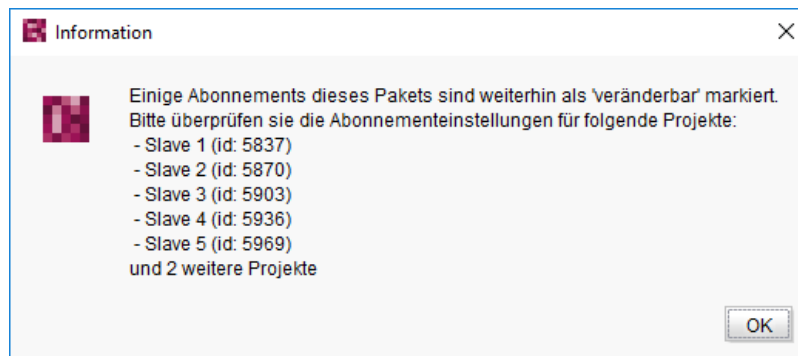 Information
Einige Abonnements dieses Pakets sind weiterhin als 'veränderbar' markiert.
Bitte überprüfen sie die Abonnementeinstellungen für folgende Projekte:
- Slave 1 (id: 5837)
- Slave 2 (id: 5870)
- Slave 3 (id: 5903)
- Slave 4 (id: 5936)
- Slave 5 (id: 5969)
und 2 weitere Projekte
OK